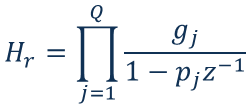 H_r = \prod_{j=1}^{Q} \frac{g_j}{1 - p_j z^{-1}}